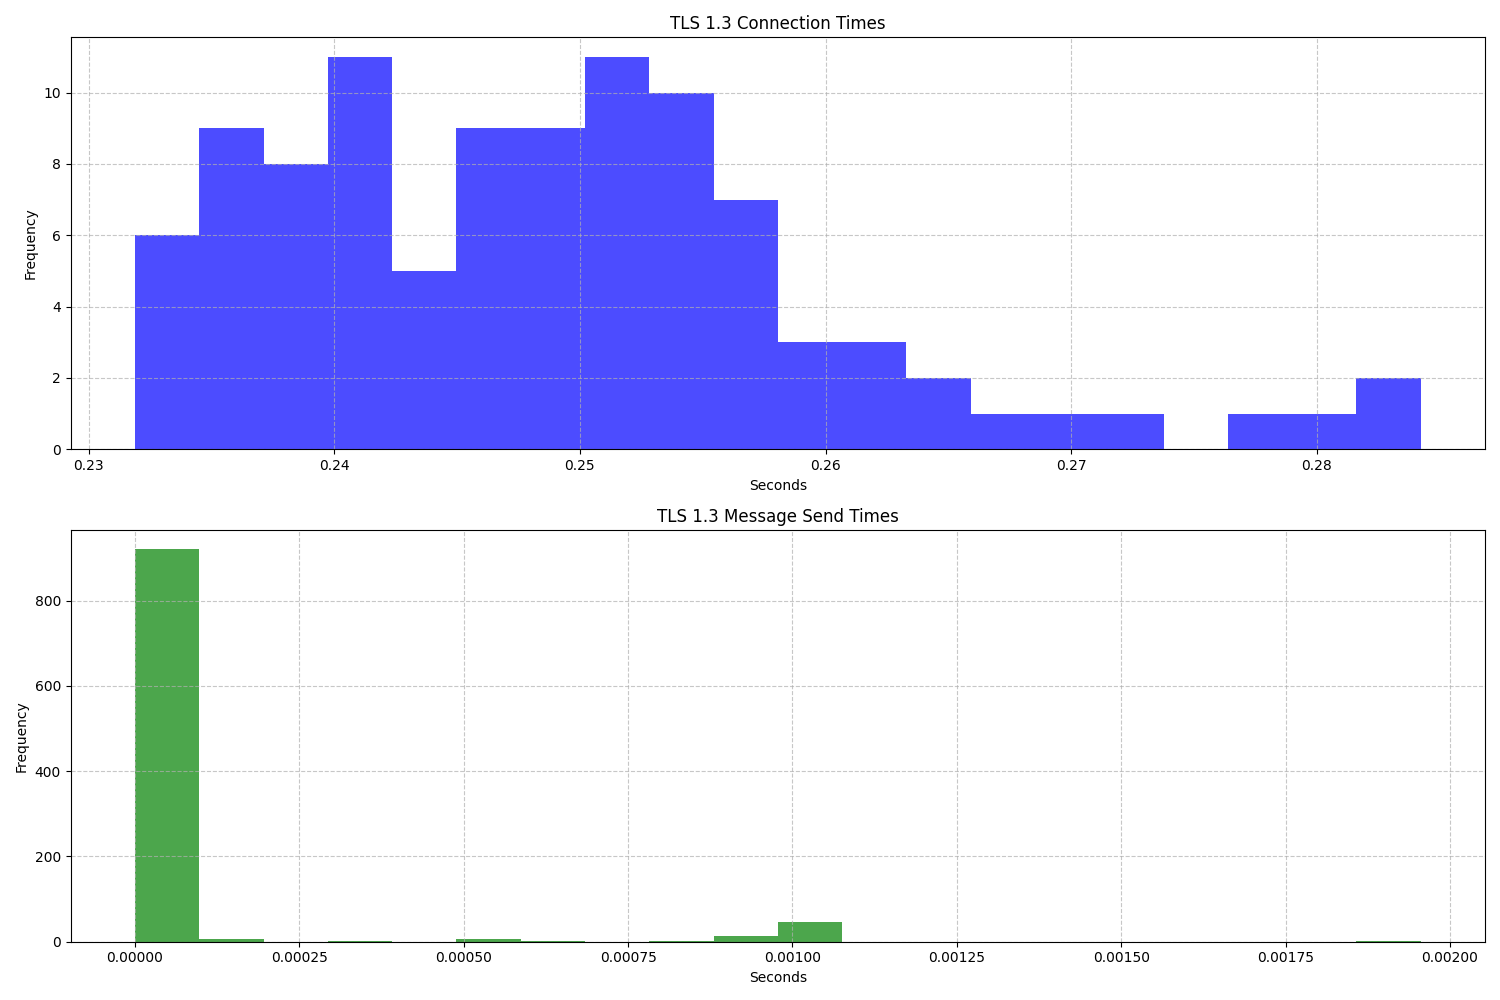 TLS 1.3 Connection Times
Frequency
10
8
6
4
2
0
0.23 0.24 0.25 0.26 0.27 0.28
Seconds
TLS 1.3 Message Send Times
Frequency
800
600
400
200
0
0.00000 0.00025 0.00050 0.00075 0.00100 0.00125 0.00150 0.00175 0.00200
Seconds